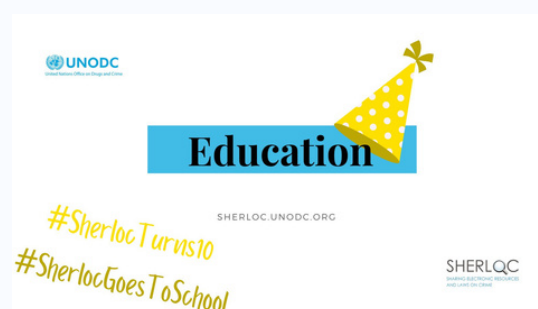 UNODC
United Nations Office on Drugs and Crime
Education
SHERLOC.UNODC.ORG
#SherlocTurns10
#SherlocGoesToSchool
SHERLOC
SHARING ELECTRONIC RESOURCES
AND LAWS ON CRIME